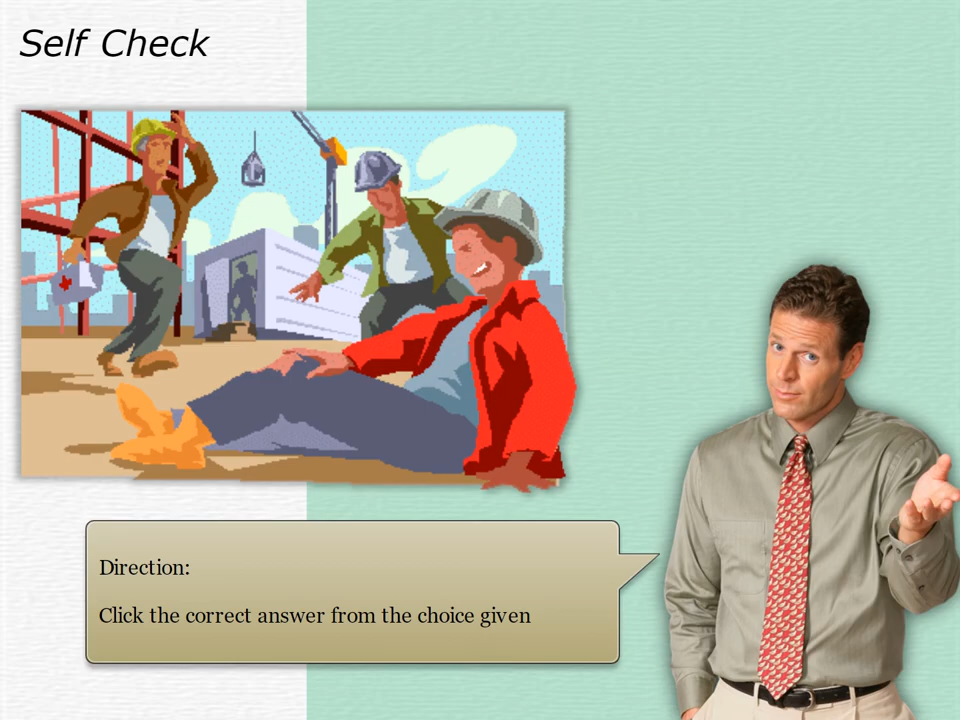 Self Check
Direction:
Click the correct answer from the choice given